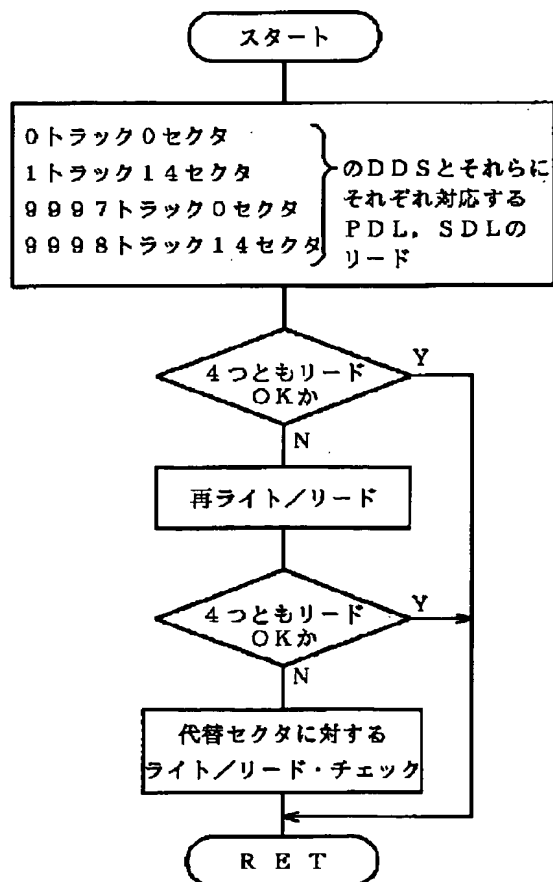 スタート
0トラック0セクタ
1トラック14セクタ
9997トラック0セクタ
9998トラック14セクタ
のDDSとそれらに
それぞれ対応する
PDL,SDLの
リード
4つともリード
OKか
Y
N
再ライト/リード
4つともリード
OKか
Y
N
代替セクタに対する
ライト/リード・チェック
RET